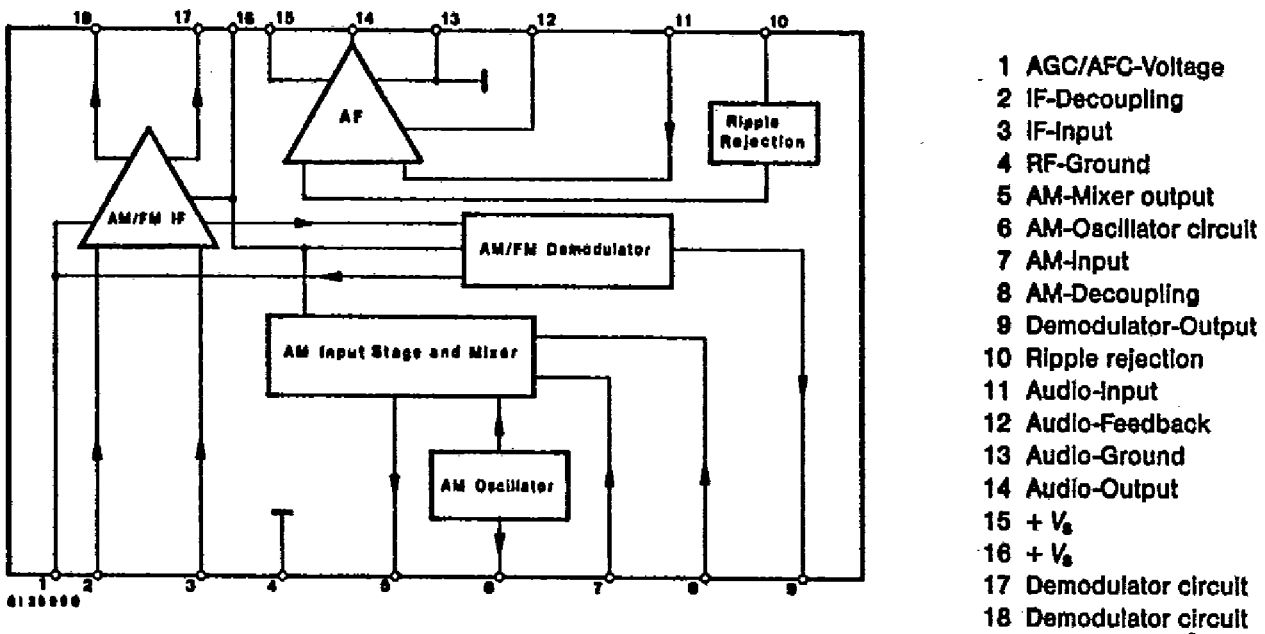 18 17 16 15 14 13 12 11 10
AF
Ripple
Rejection
AM/FM IF
AM/FM Demodulator
AM Input Stage and Mixer
AM Oscillator
1 2 3 4 5 6 7 8 9
1 AGC/AFC-Voltage
2 IF-Decoupling
3 IF-Input
4 RF-Ground
5 AM-Mixer output
6 AM-Oscillator circuit
7 AM-Input
8 AM-Decoupling
9 Demodulator-Output
10 Ripple rejection
11 Audio-Input
12 Audio-Feedback
13 Audio-Ground
14 Audio-Output
15 + Vs
16 + Vs
17 Demodulator circuit
18 Demodulator circuit